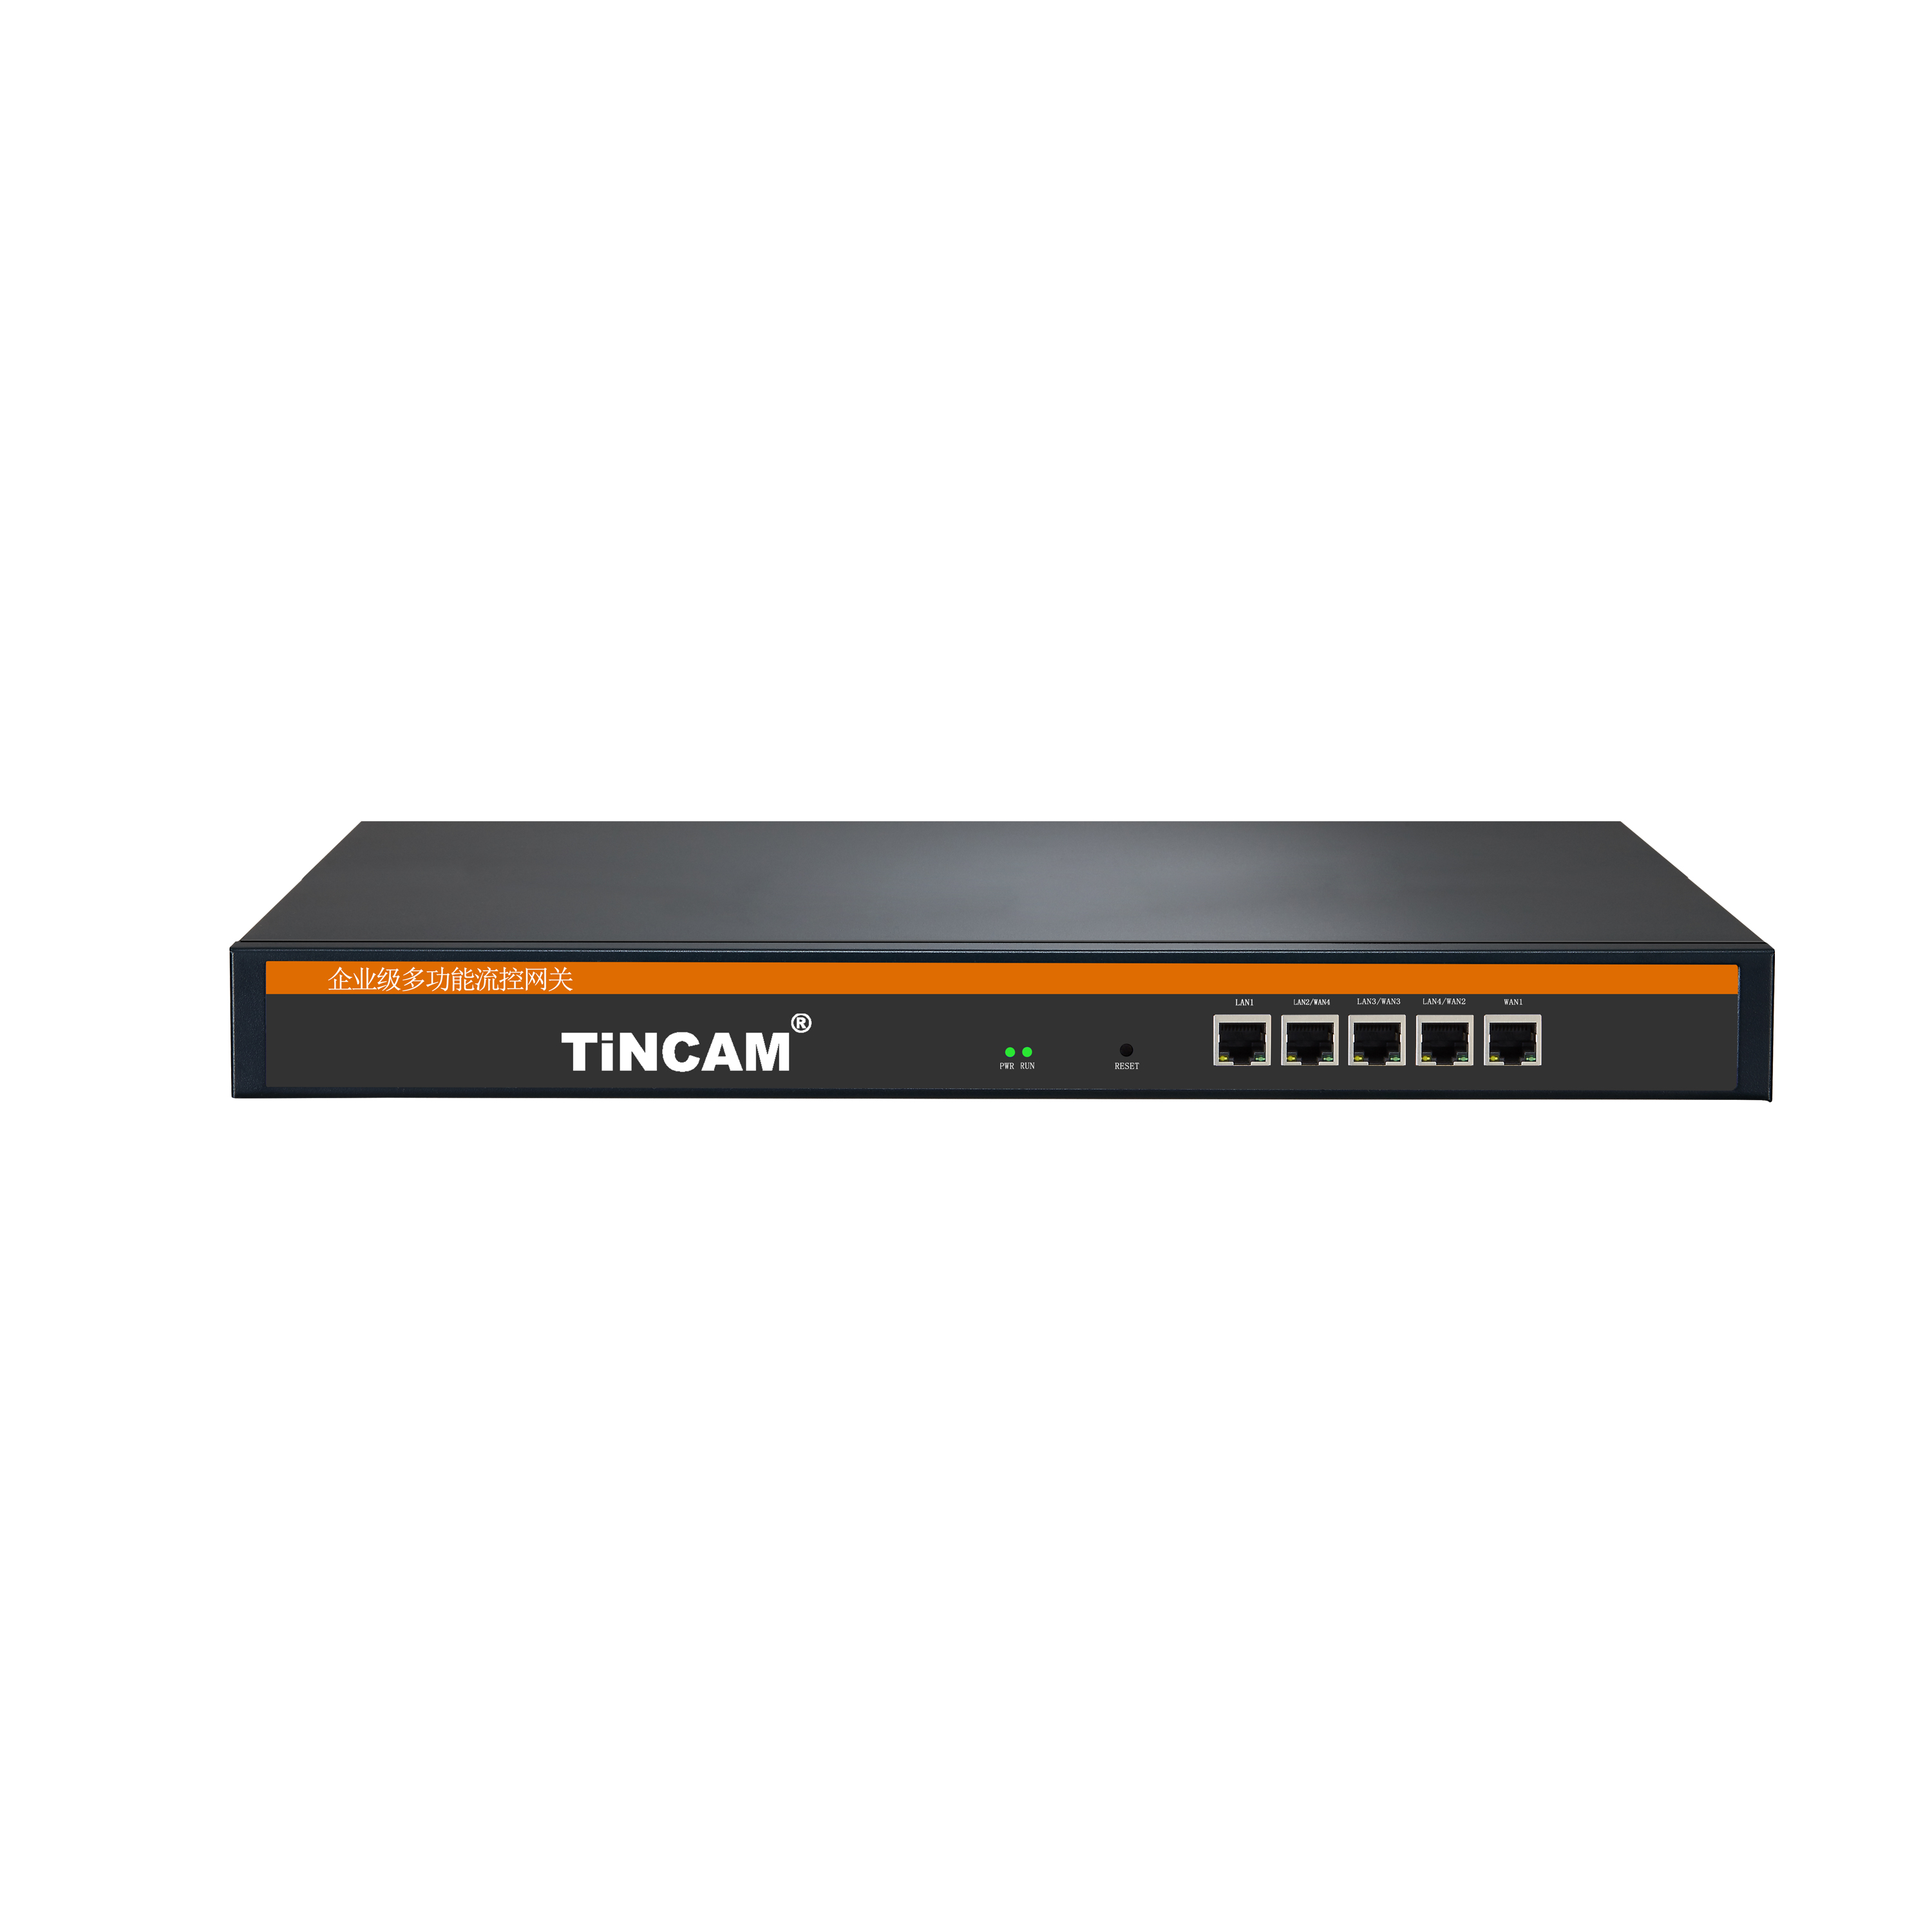 企业级多功能流控网关
TiNCAM®
PWR RUN
RESET
LAN1
LAN2/WAN4
LAN3/WAN3
LAN4/WAN2
WAN1